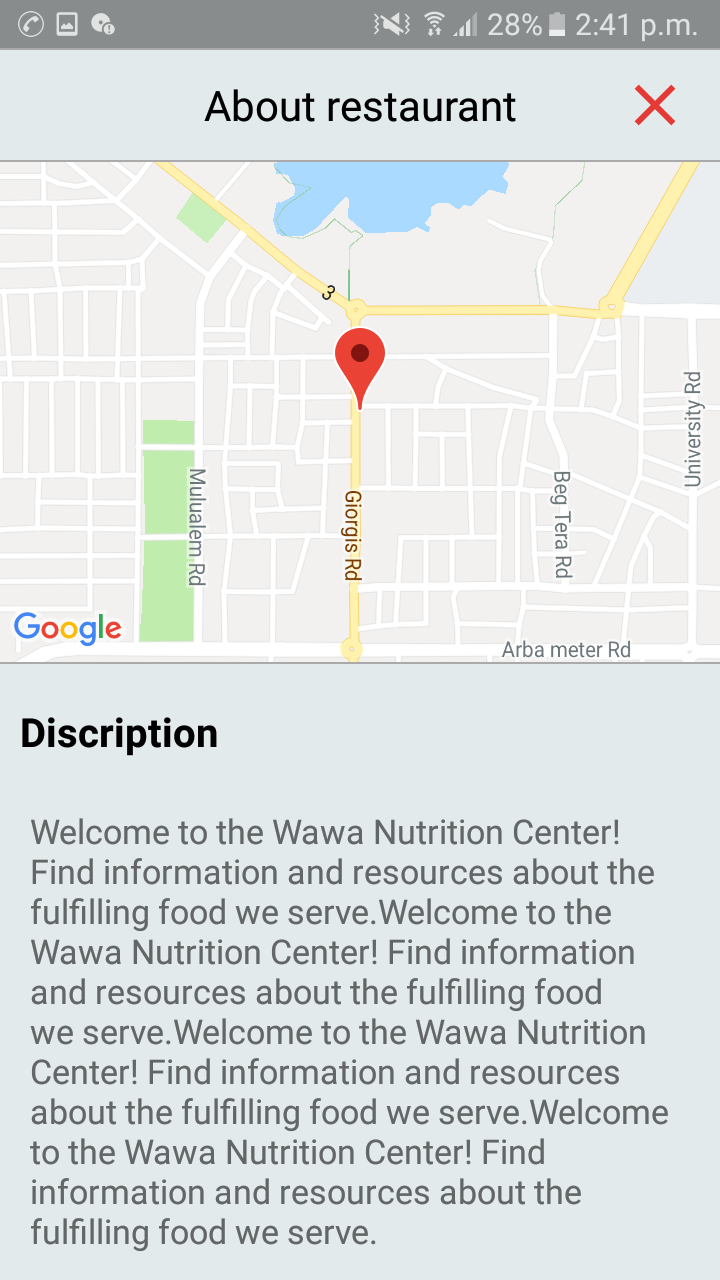 28% 2:41 p.m.
About restaurant
3
University Rd
Mulualem Rd
Giorgis Rd
Beg Tera Rd
Google
Arba meter Rd
Discription
Welcome to the Wawa Nutrition Center!
Find information and resources about the
fulfilling food we serve.Welcome to the
Wawa Nutrition Center! Find information
and resources about the fulfilling food
we serve.Welcome to the Wawa Nutrition
Center! Find information and resources
about the fulfilling food we serve.Welcome
to the Wawa Nutrition Center! Find
information and resources about the
fulfilling food we serve.